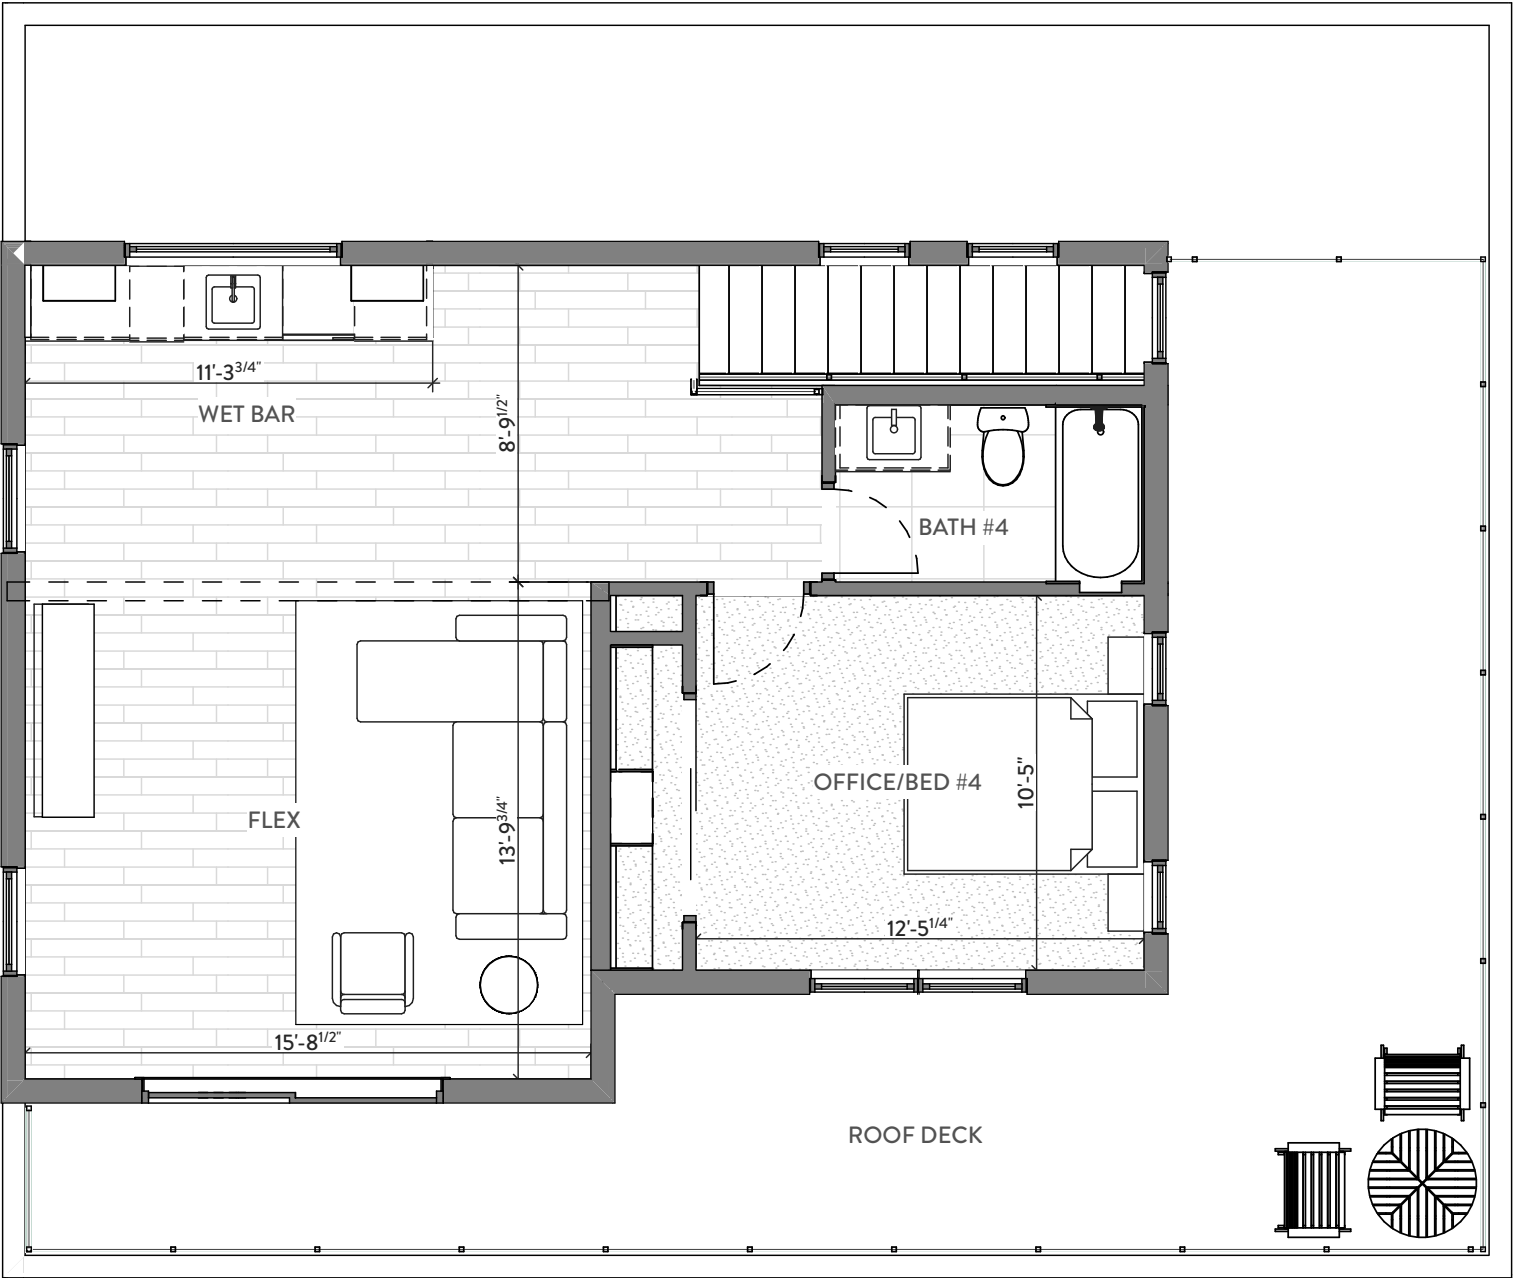 11'-3 3/4"
WET BAR
8'-9 1/2"
BATH #4
OFFICE/BED #4
10'-5"
FLEX
13'-9 3/4"
12'-5 1/4"
15'-8 1/2"
ROOF DECK